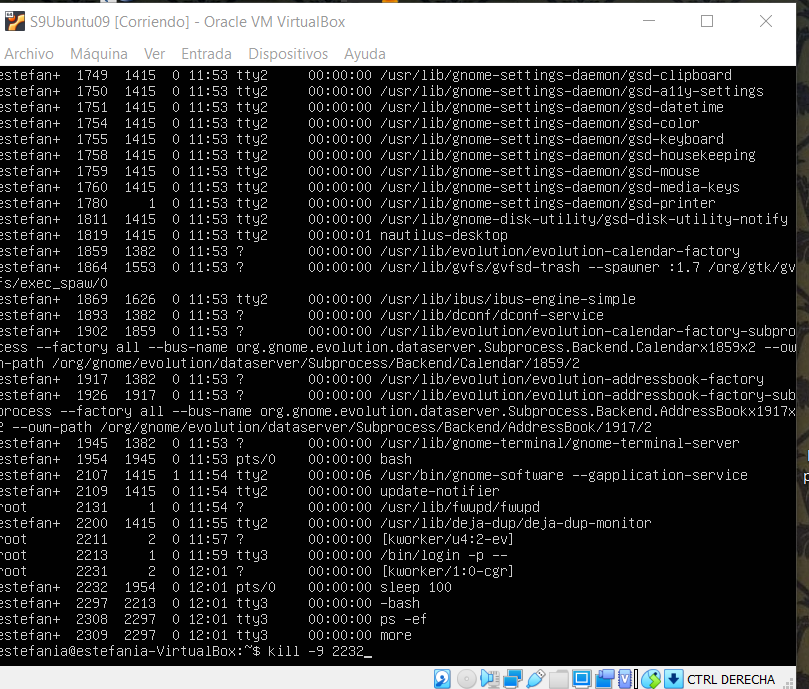 S9Ubuntu09 [Corriendo] - Oracle VM VirtualBox
Archivo Máquina Ver Entrada Dispositivos Ayuda
estefan+ 1749 1415 0 11:53 tty2 00:00:00 /usr/lib/gnome-settings-daemon/gsd-clipboard
estefan+ 1750 1415 0 11:53 tty2 00:00:00 /usr/lib/gnome-settings-daemon/gsd-a11y-settings
estefan+ 1751 1415 0 11:53 tty2 00:00:00 /usr/lib/gnome-settings-daemon/gsd-datetime
estefan+ 1754 1415 0 11:53 tty2 00:00:00 /usr/lib/gnome-settings-daemon/gsd-color
estefan+ 1755 1415 0 11:53 tty2 00:00:00 /usr/lib/gnome-settings-daemon/gsd-keyboard
estefan+ 1758 1415 0 11:53 tty2 00:00:00 /usr/lib/gnome-settings-daemon/gsd-housekeeping
estefan+ 1759 1415 0 11:53 tty2 00:00:00 /usr/lib/gnome-settings-daemon/gsd-mouse
estefan+ 1760 1415 0 11:53 tty2 00:00:00 /usr/lib/gnome-settings-daemon/gsd-media-keys
estefan+ 1780 1 0 11:53 tty2 00:00:00 /usr/lib/gnome-settings-daemon/gsd-printer
estefan+ 1811 1415 0 11:53 tty2 00:00:00 /usr/lib/gnome-disk-utility/gsd-disk-utility-notify
estefan+ 1819 1415 0 11:53 tty2 00:00:01 nautilus-desktop
estefan+ 1859 1382 0 11:53 ? 00:00:00 /usr/lib/evolution/evolution-calendar-factory
estefan+ 1864 1553 0 11:53 ? 00:00:00 /usr/lib/gvfs/gvfsd-trash --spawner :1.7 /org/gtk/gv
fs/exec_spaw/0
estefan+ 1869 1626 0 11:53 tty2 00:00:00 /usr/lib/ibus/ibus-engine-simple
estefan+ 1893 1382 0 11:53 ? 00:00:00 /usr/lib/dconf/dconf-service
estefan+ 1902 1859 0 11:53 ? 00:00:00 /usr/lib/evolution/evolution-calendar-factory-subpro
cess --factory all --bus-name org.gnome.evolution.dataserver.Subprocess.Backend.Calendarx1859x2 --ow
n-path /org/gnome/evolution/dataserver/Subprocess/Backend/Calendar/1859/2
estefan+ 1917 1382 0 11:53 ? 00:00:00 /usr/lib/evolution/evolution-addressbook-factory
estefan+ 1926 1917 0 11:53 ? 00:00:00 /usr/lib/evolution/evolution-addressbook-factory-sub
process --factory all --bus-name org.gnome.evolution.dataserver.Subprocess.Backend.AddressBookx1917x
2 --own-path /org/gnome/evolution/dataserver/Subprocess/Backend/AddressBook/1917/2
estefan+ 1945 1382 0 11:53 ? 00:00:00 /usr/lib/gnome-terminal/gnome-terminal-server
estefan+ 1954 1945 0 11:53 pts/0 00:00:00 bash
estefan+ 2107 1415 1 11:54 tty2 00:00:06 /usr/bin/gnome-software --gapplication-service
estefan+ 2109 1415 0 11:54 tty2 00:00:00 update-notifier
root 2131 1 0 11:54 ? 00:00:00 /usr/lib/fwupd/fwupd
estefan+ 2200 1415 0 11:55 tty2 00:00:00 /usr/lib/deja-dup/deja-dup-monitor
root 2211 2 0 11:57 ? 00:00:00 [kworker/u4:2-ev]
root 2213 1 0 11:59 tty3 00:00:00 /bin/login -p --
root 2231 2 0 12:01 ? 00:00:00 [kworker/1:0-cgr]
estefan+ 2232 1954 0 12:01 pts/0 00:00:00 sleep 100
estefan+ 2297 2213 0 12:01 tty3 00:00:00 -bash
estefan+ 2308 2297 0 12:01 tty3 00:00:00 ps -ef
estefan+ 2309 2297 0 12:01 tty3 00:00:00 more
estefania@estefania-VirtualBox:~$ kill -9 2232_
CTRL DERECHA